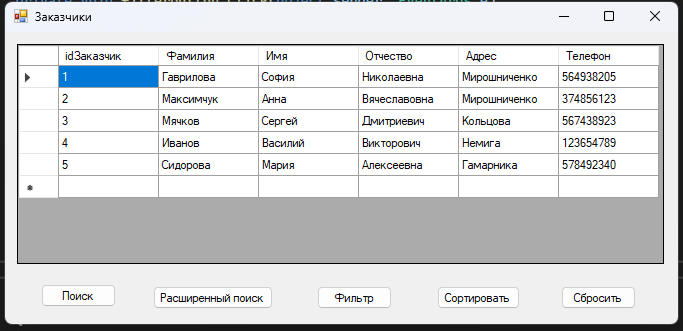 Заказчики
idЗаказчик Фамилия Имя Отчество Адрес Телефон
1 Гаврилова София Николаевна Мирошниченко 564938205
2 Максимчук Анна Вячеславовна Мирошниченко 374856123
3 Мячков Сергей Дмитриевич Кольцова 567438923
4 Иванов Василий Викторович Немига 123654789
5 Сидорова Мария Алексеевна Гамарника 578492340
Поиск Расширенный поиск Фильтр Сортировать Сбросить